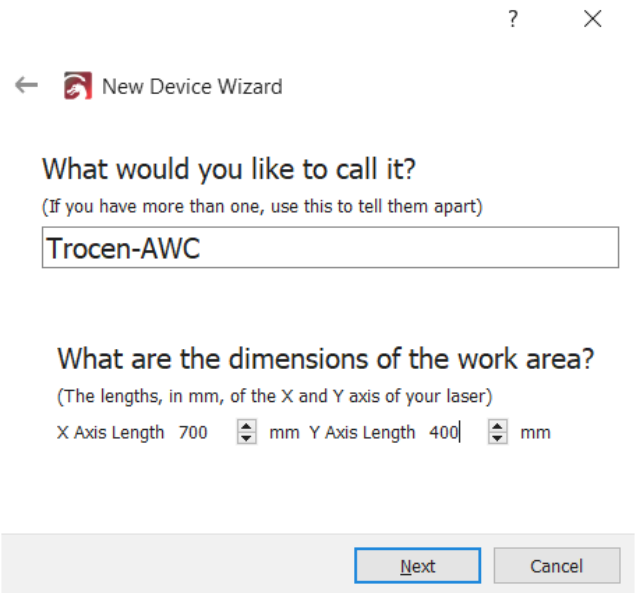 ?
New Device Wizard
What would you like to call it?
(If you have more than one, use this to tell them apart)
Trocen-AWC
What are the dimensions of the work area?
(The lengths, in mm, of the X and Y axis of your laser)
X Axis Length 700 mm Y Axis Length 400 mm
Next Cancel